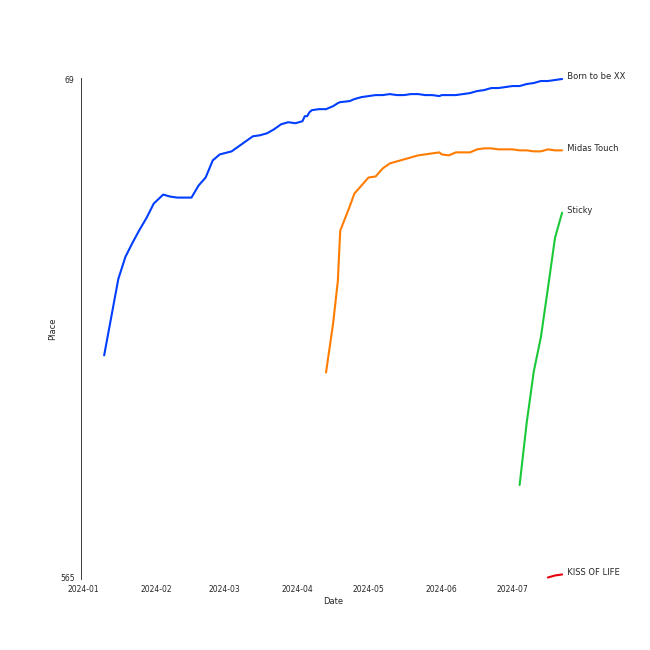 69
Born to be XX
Midas Touch
Sticky
Place
565
KISS OF LIFE
2024-01 2024-02 2024-03 2024-04 2024-05 2024-06 2024-07
Date